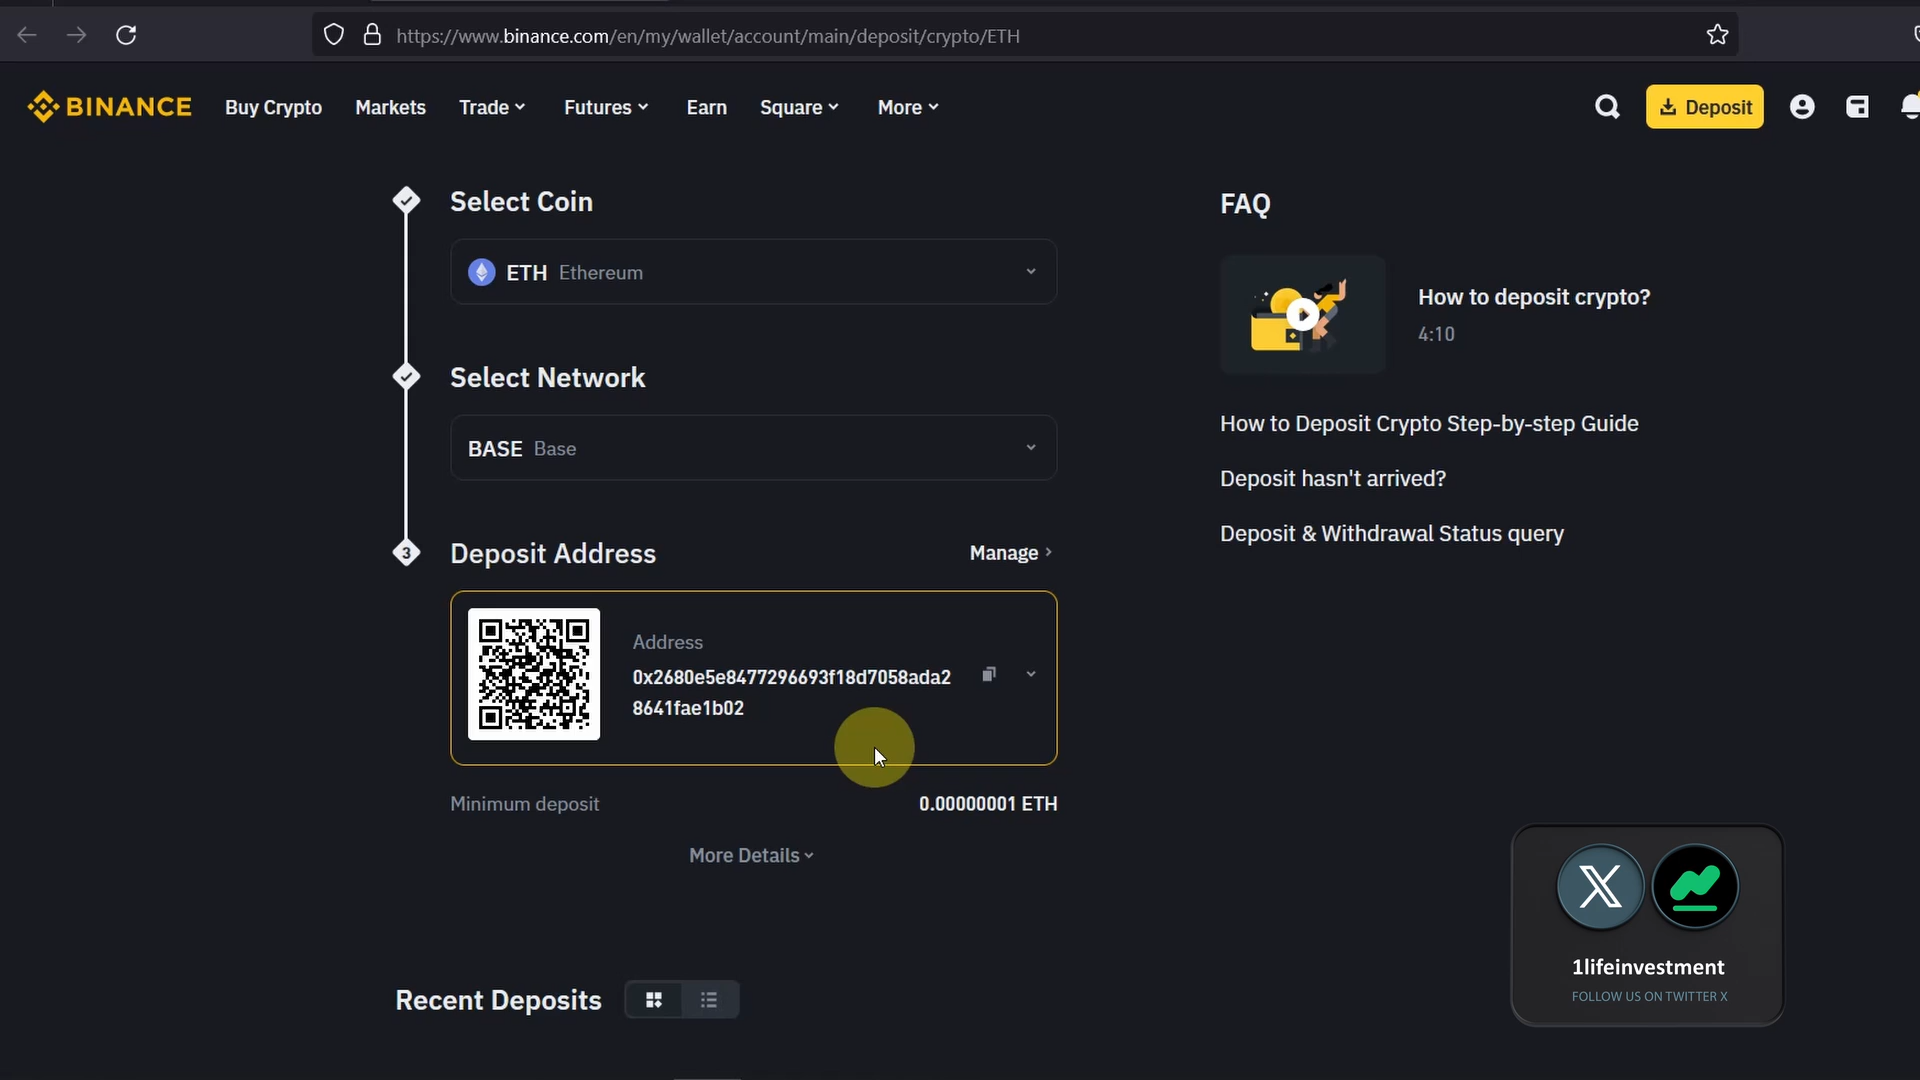 https://www.binance.com/en/my/wallet/account/main/deposit/crypto/ETH
BINANCE Buy Crypto Markets Trade Futures Earn Square More Deposit
Select Coin
ETH Ethereum
Select Network
BASE Base
3 Deposit Address Manage
Address
0x2680e5e8477296693f18d7058ada2
8641fae1b02
Minimum deposit 0.00000001 ETH
More Details
Recent Deposits
FAQ
How to deposit crypto?
4:10
How to Deposit Crypto Step-by-step Guide
Deposit hasn't arrived?
Deposit & Withdrawal Status query
1lifeinvestment
FOLLOW US ON TWITTER X